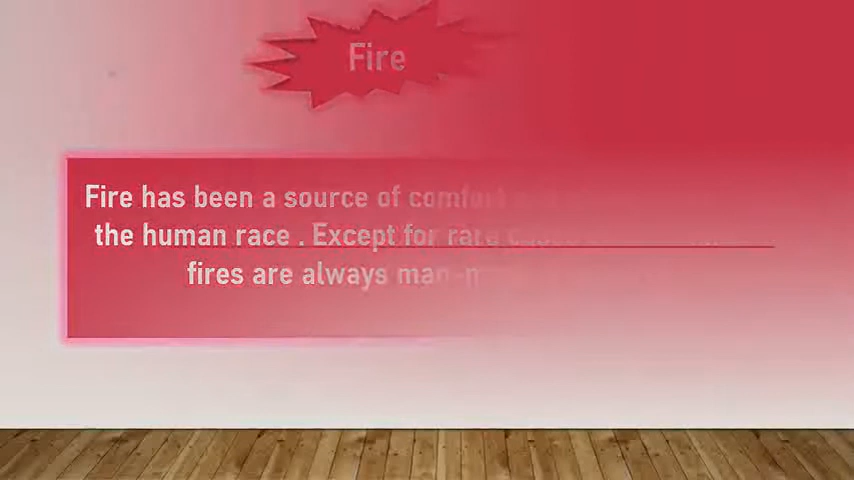 Fire
Fire has been a source of comfort
the human race . Except for rare
fires are always man-m